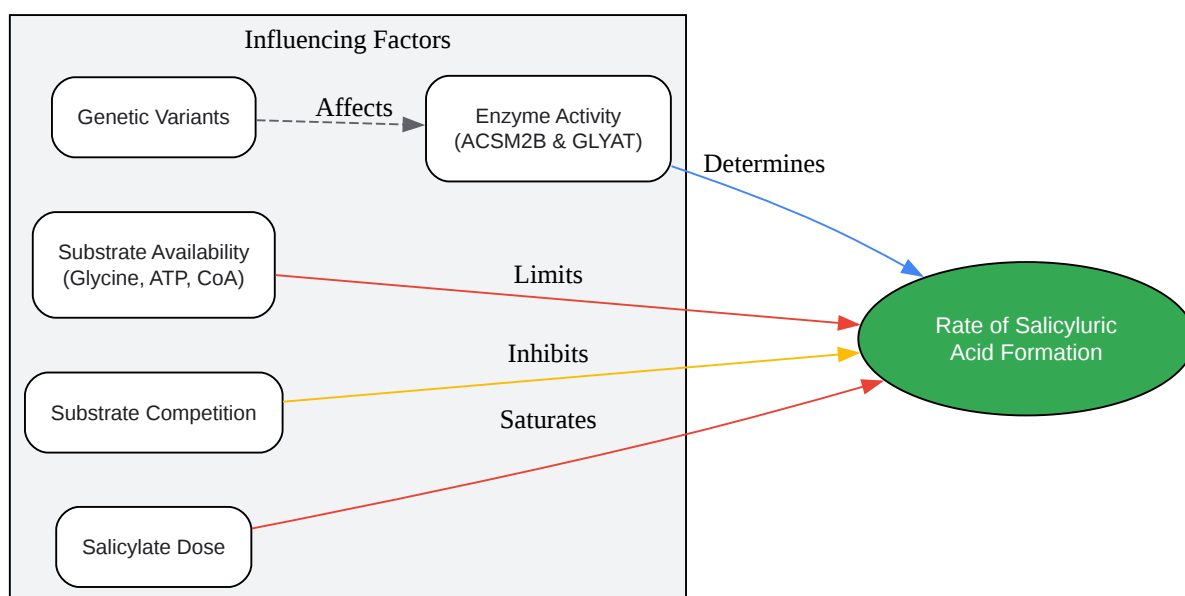 Influencing Factors
Genetic Variants
Affects
Enzyme Activity
(ACSM2B & GLYAT)
Determines
Substrate Availability
(Glycine, ATP, CoA)
Limits
Rate of Salicyluric
Acid Formation
Inhibits
Substrate Competition
Saturates
Salicylate Dose